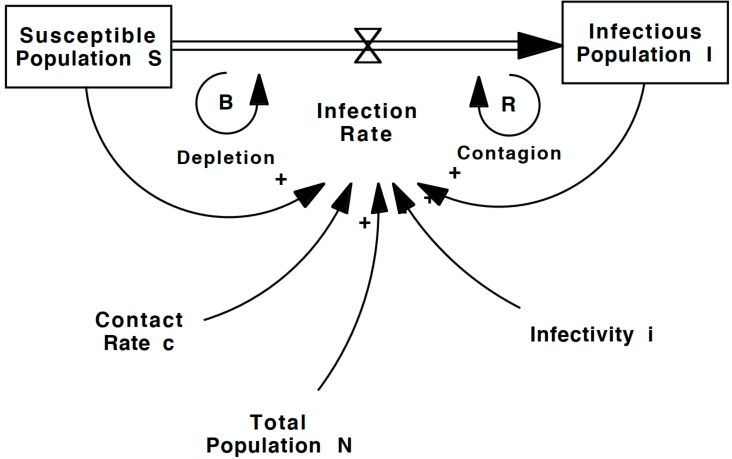 Susceptible
Population S
Infectious
Population I
B
R
Infection
Rate
Depletion
Contagion
+
+
+
+
Contact
Rate c
Infectivity i
Total
Population N